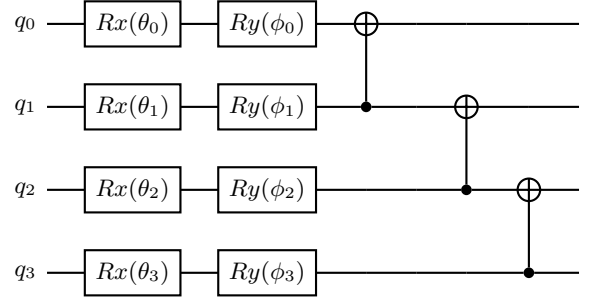 q₀ Rx(θ₀) Ry(ϕ₀)
q₁ Rx(θ₁) Ry(ϕ₁)
q₂ Rx(θ₂) Ry(ϕ₂)
q₃ Rx(θ₃) Ry(ϕ₃)